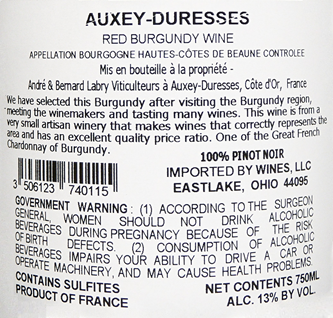 AUXEY-DURESSES
RED BURGUNDY WINE
APPELLATION BOURGOGNE HAUTES-CÔTES DE BEAUNE CONTROLEE
Mis en bouteille à la propriété -
André & Bernard Labry Viticulteurs à Auxey-Duresses, Côte d'Or, France
We have selected this Burgundy after visiting the Burgundy region,
meeting the winemakers and tasting many wines. This wine is from a
very small artisan winery that makes wines that correctly represents the
area and has an excellent quality price ratio. One of the Great French
Chardonnay of Burgundy.
100% PINOT NOIR
IMPORTED BY WINES, LLC
EASTLAKE, OHIO 44095
3 506123 740115
GOVERNMENT WARNING: (1) ACCORDING TO THE SURGEON
GENERAL, WOMEN SHOULD NOT DRINK ALCOHOLIC
BEVERAGES DURING PREGNANCY BECAUSE OF THE RISK
OF BIRTH DEFECTS. (2) CONSUMPTION OF ALCOHOLIC
BEVERAGES IMPAIRS YOUR ABILITY TO DRIVE A CAR OR
OPERATE MACHINERY, AND MAY CAUSE HEALTH PROBLEMS.
CONTAINS SULFITES
PRODUCT OF FRANCE
NET CONTENTS 750ML
ALC. 13% BY VOL.